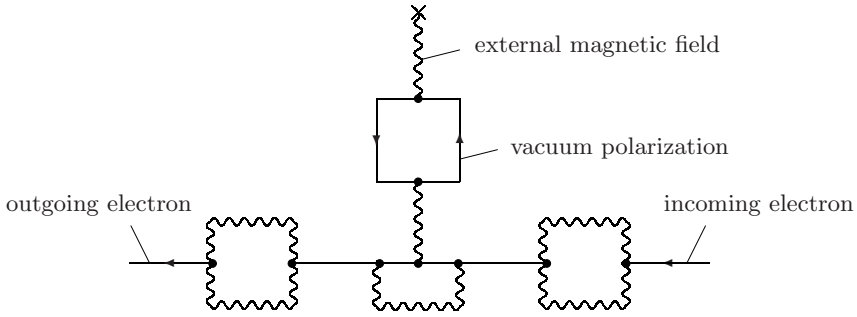 external magnetic field
vacuum polarization
outgoing electron
incoming electron